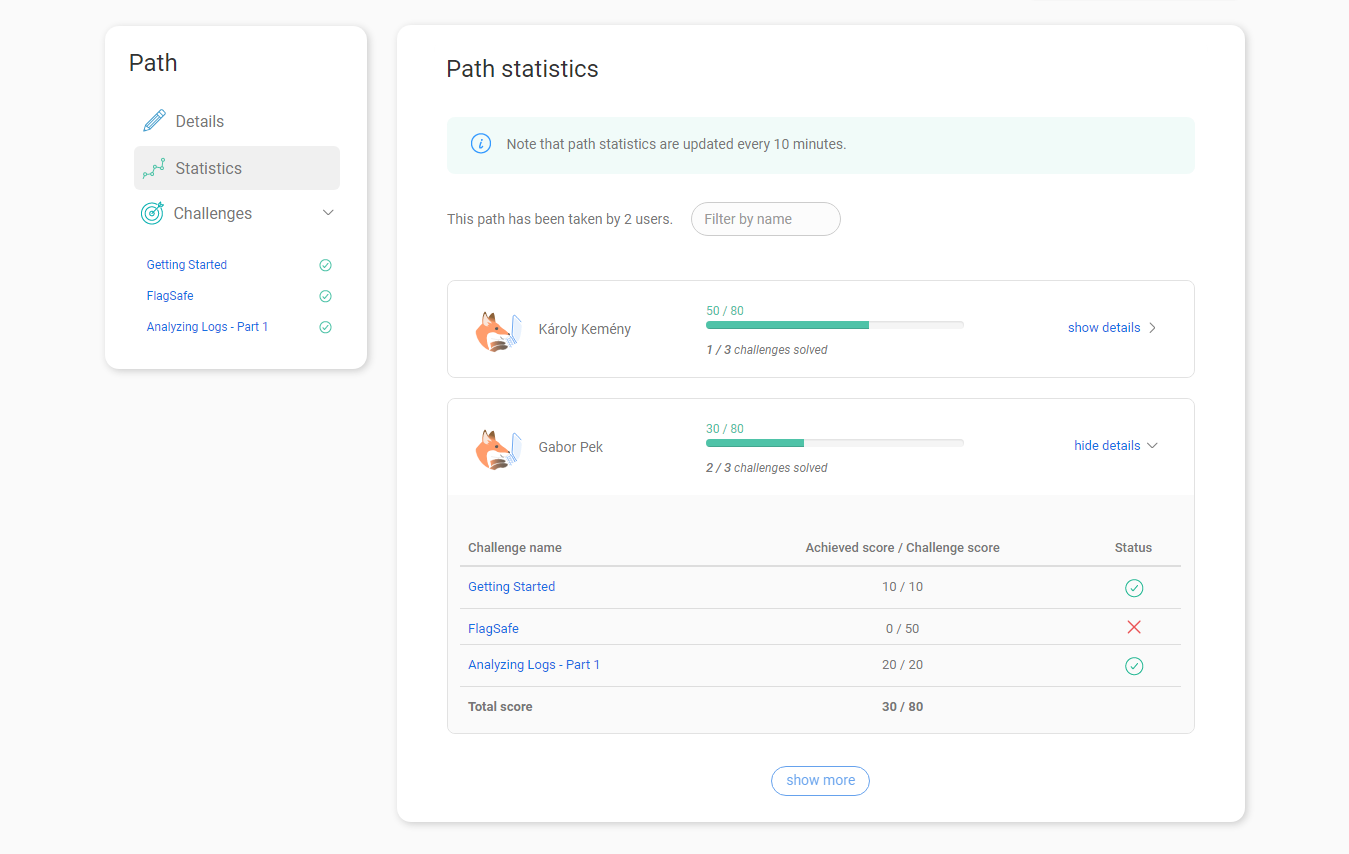 Path
Details
Statistics
Challenges
Getting Started
FlagSafe
Analyzing Logs - Part 1
Path statistics
Note that path statistics are updated every 10 minutes.
This path has been taken by 2 users. Filter by name
50 / 80
Károly Kemény
1 / 3 challenges solved
show details
30 / 80
Gabor Pek
2 / 3 challenges solved
hide details
Challenge name Achieved score / Challenge score Status
Getting Started 10 / 10
FlagSafe 0 / 50
Analyzing Logs - Part 1 20 / 20
Total score 30 / 80
show more